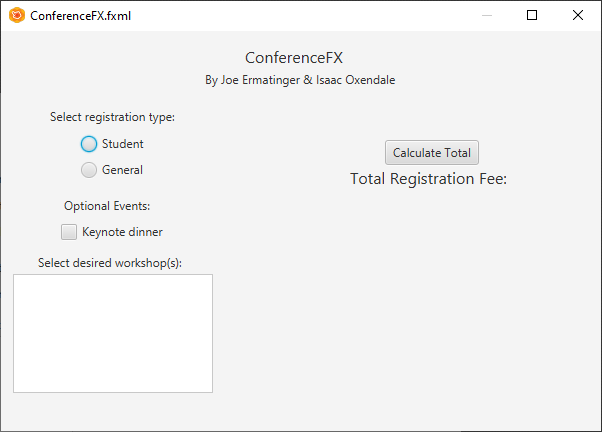 ConferenceFX.fxml
ConferenceFX
By Joe Ermatinger & Isaac Oxendale
Select registration type:
Student
General
Optional Events:
Keynote dinner
Select desired workshop(s):
Calculate Total
Total Registration Fee: